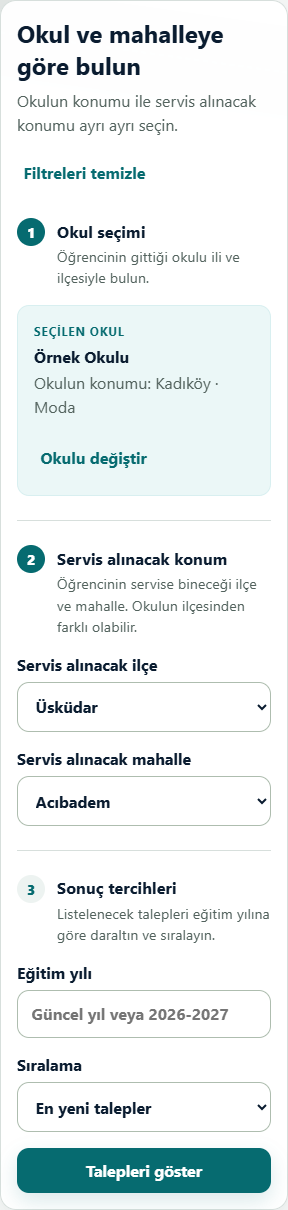 Okul ve mahalleye
göre bulun
Okulun konumu ile servis alınacak
konumu ayrı ayrı seçin.
Filtreleri temizle
1 Okul seçimi
Öğrencinin gittiği okulu ili ve
ilçesiyle bulun.
SEÇİLEN OKUL
Örnek Okulu
Okulun konumu: Kadıköy ·
Moda
Okulu değiştir
2 Servis alınacak konum
Öğrencinin servise bineceği ilçe
ve mahalle. Okulun ilçesinden
farklı olabilir.
Servis alınacak ilçe
Üsküdar
Servis alınacak mahalle
Acıbadem
3 Sonuç tercihleri
Listelenecek talepleri eğitim yılına
göre daraltın ve sıralayın.
Eğitim yılı
Güncel yıl veya 2026-2027
Sıralama
En yeni talepler
Talepleri göster